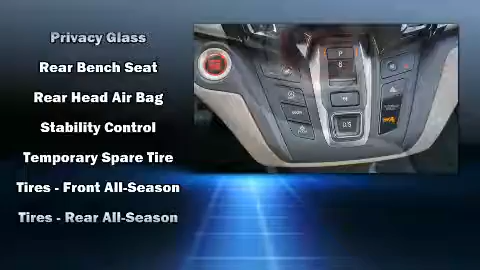 Privacy Glass
Rear Bench Seat
Rear Head Air Bag
Stability Control
Temporary Spare Tire
Tires - Front All-Season
Tires - Rear All-Season
P
D/S